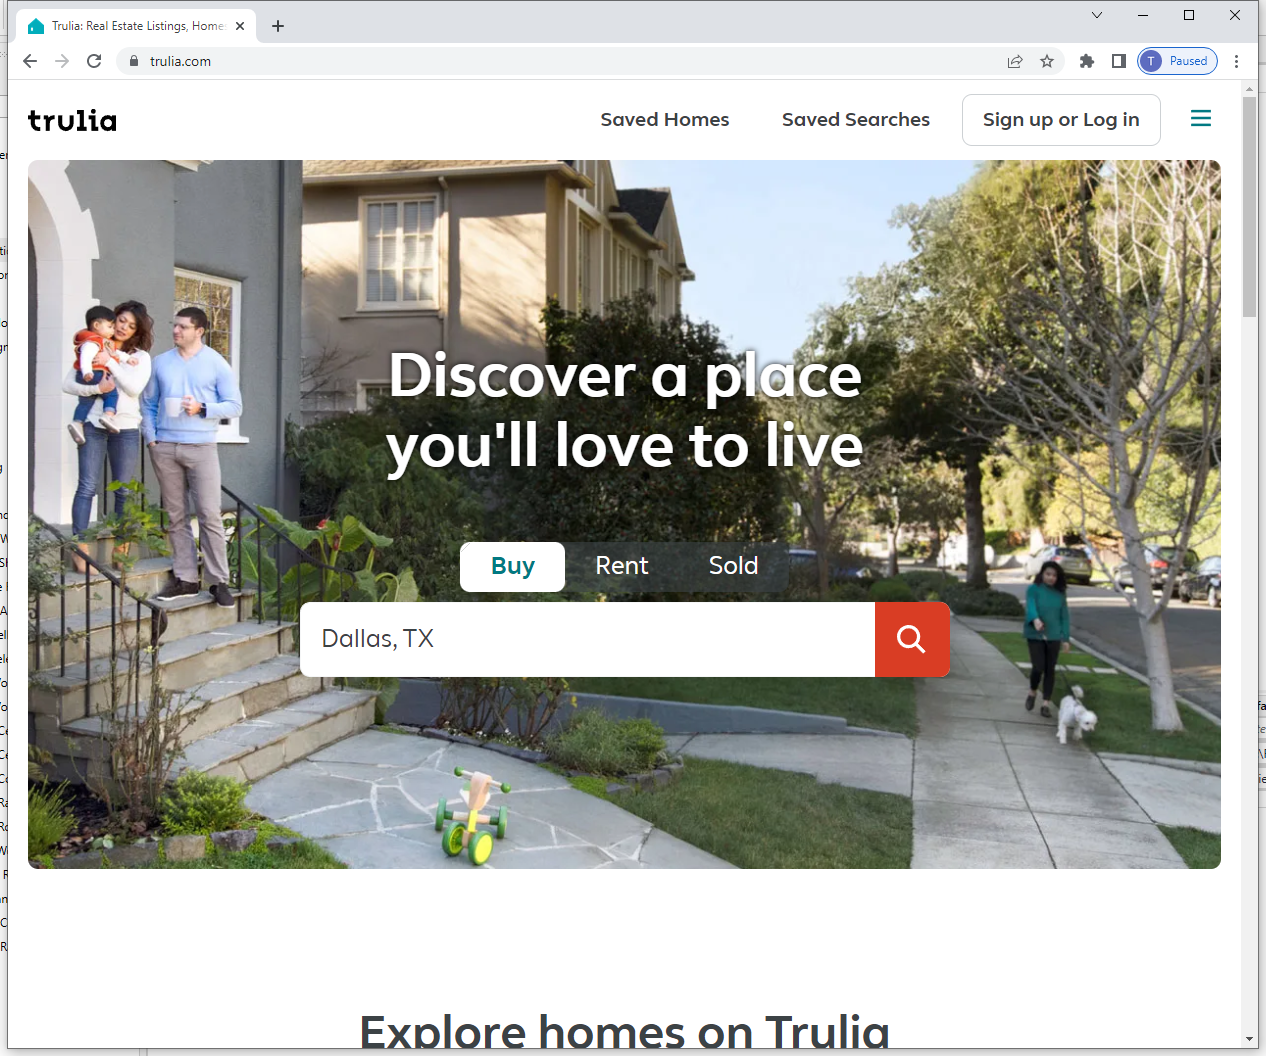 Trulia: Real Estate Listings, Home
trulia.com
T
Paused
trulia
Saved Homes
Saved Searches
Sign up or Log in
Discover a place
you'll love to live
Buy
Rent
Sold
Dallas, TX
Explore homes on Trulia